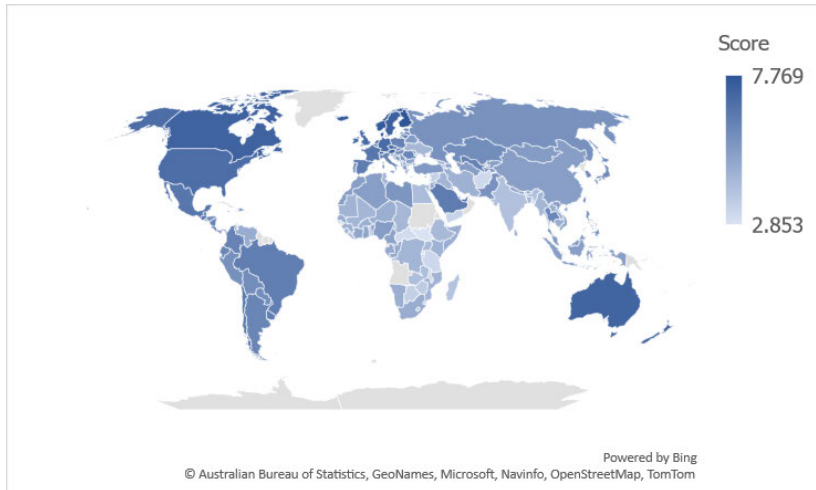 Score
7.769
2.853
Powered by Bing
© Australian Bureau of Statistics, GeoNames, Microsoft, Navinfo, OpenStreetMap, TomTom